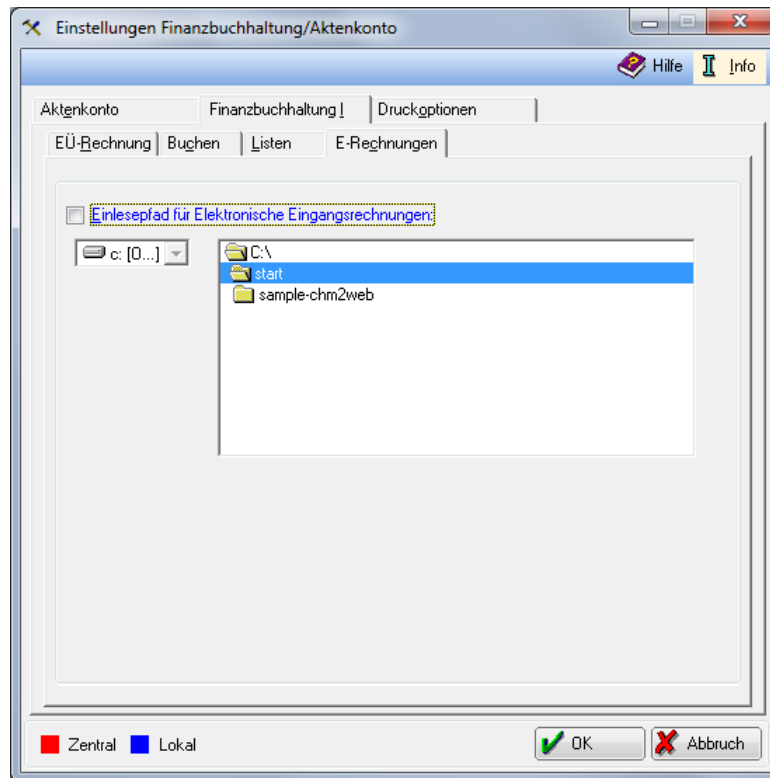 Einstellungen Finanzbuchhaltung/Aktenkonto
Hilfe Info
Aktenkonto Finanzbuchhaltung I Druckoptionen
EÜ-Rechnung Buchen Listen E-Rechnungen
Einlesepfad für Elektronische Eingangsrechnungen:
c: [0...] C:\
start
sample-chm2web
Zentral Lokal OK Abbruch